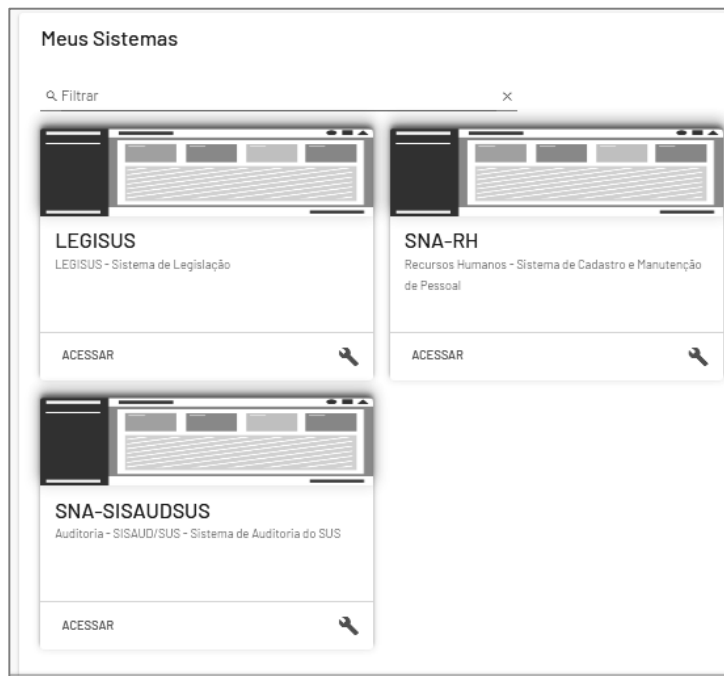 Meus Sistemas
Filtrar
LEGISUS
LEGISUS - Sistema de Legislação
ACESSAR
SNA-RH
Recursos Humanos - Sistema de Cadastro e Manutenção
de Pessoal
ACESSAR
SNA-SISAUDSUS
Auditoria - SISAUD/SUS - Sistema de Auditoria do SUS
ACESSAR